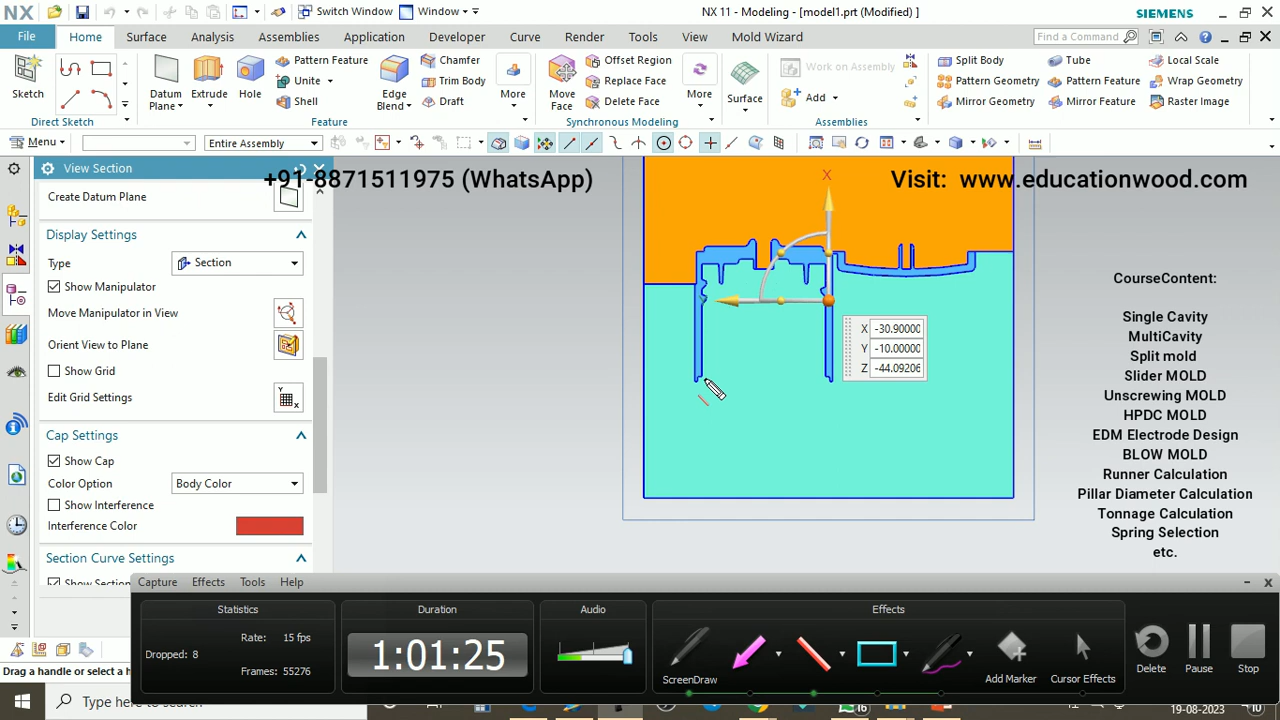 NX
Switch Window
Window
NX 11 - Modeling - [model1.prt (Modified) ]
SIEMENS
File
Home
Surface
Analysis
Assemblies
Application
Developer
Curve
Render
Tools
View
Mold Wizard
Find a Command
Sketch
Direct Sketch
Datum
Plane
Extrude
Hole
Pattern Feature
Unite
Shell
Edge
Blend
Chamfer
Trim Body
Draft
More
Feature
Move
Face
Offset Region
Replace Face
Delete Face
More
Synchronous Modeling
Surface
Work on Assembly
Add
Assemblies
Split Body
Pattern Geometry
Mirror Geometry
Tube
Pattern Feature
Mirror Feature
Local Scale
Wrap Geometry
Raster Image
Menu
Entire Assembly
View Section
+91-8871511975 (WhatsApp)
Visit: www.educationwood.com
Create Datum Plane
Display Settings
Type
Section
Show Manipulator
Move Manipulator in View
Orient View to Plane
Show Grid
Edit Grid Settings
Cap Settings
Show Cap
Color Option
Body Color
Show Interference
Interference Color
Section Curve Settings
X
X -30.90000
Y -10.00000
Z -44.09206
CourseContent:
Single Cavity
MultiCavity
Split mold
Slider MOLD
Unscrewing MOLD
HPDC MOLD
EDM Electrode Design
BLOW MOLD
Runner Calculation
Pillar Diameter Calculation
Tonnage Calculation
Spring Selection
etc.
Capture
Effects
Tools
Help
Statistics
Rate: 15 fps
Dropped: 8
Frames: 55276
Duration
1:01:25
Audio
Effects
ScreenDraw
Add Marker
Cursor Effects
Delete
Pause
Stop
Drag a handle or select a h
Type here to search
16
19-08-2023
10